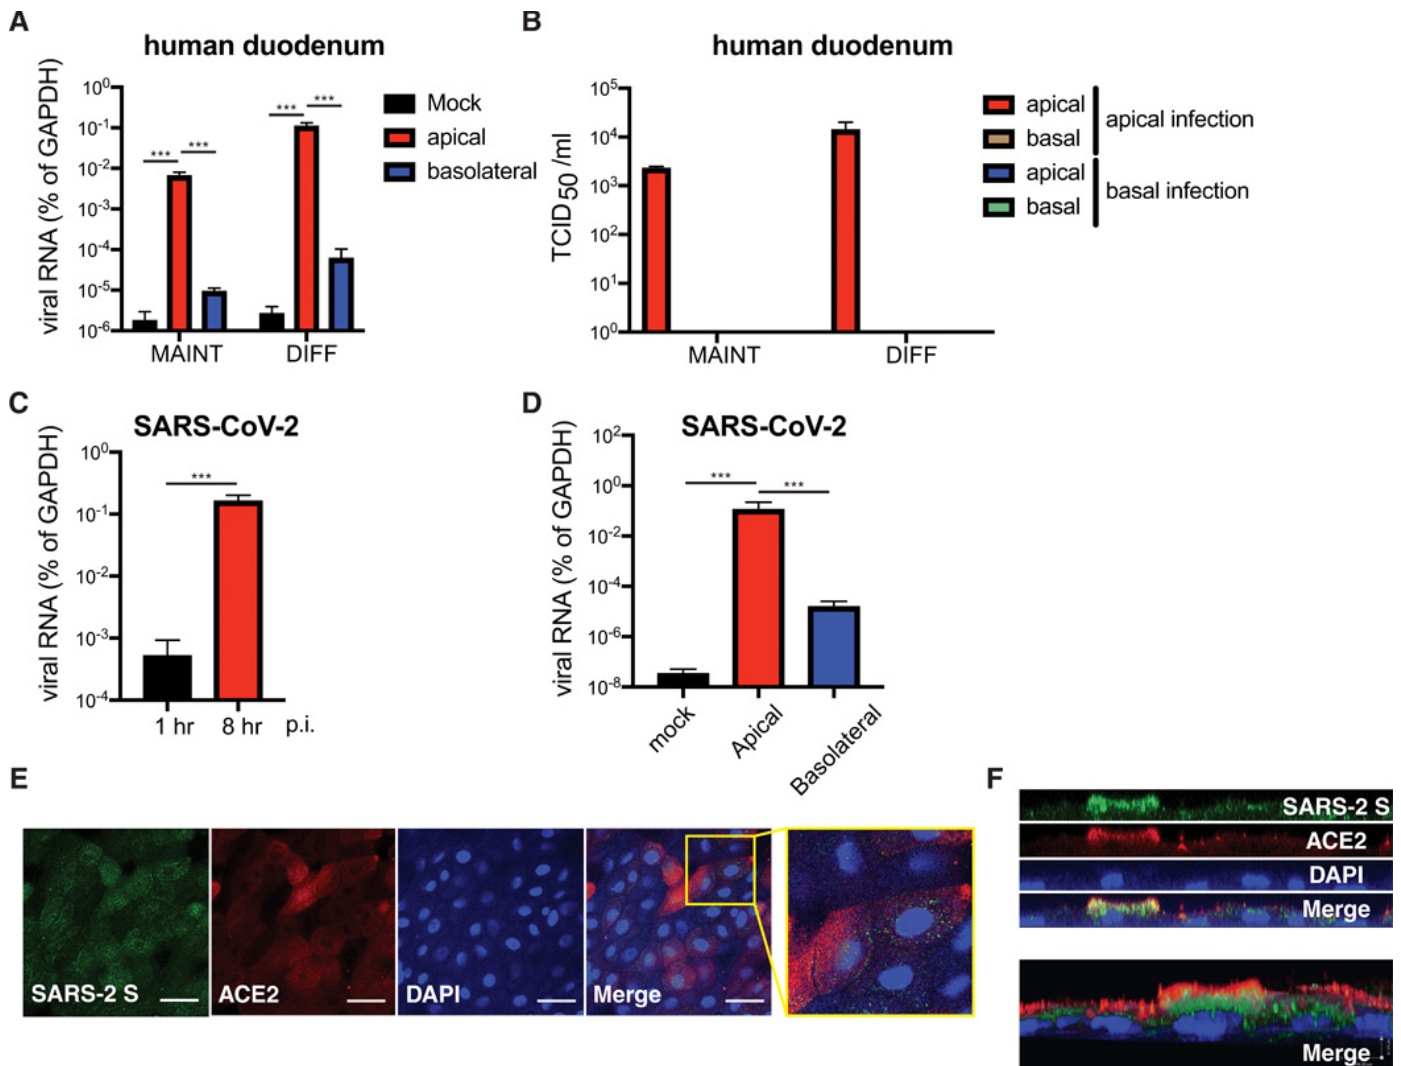 A
human duodenum
viral RNA (% of GAPDH)
10⁰
10⁻¹
10⁻²
10⁻³
10⁻⁴
10⁻⁵
10⁻⁶
***
***
***
***
MAINT
DIFF
Mock
apical
basolateral
B
human duodenum
TCID₅₀/ml
10⁵
10⁴
10³
10²
10¹
10⁰
MAINT
DIFF
apical
basal
apical infection
apical
basal
basal infection
C
SARS-CoV-2
viral RNA (% of GAPDH)
10⁰
10⁻¹
10⁻²
10⁻³
10⁻⁴
***
1 hr
8 hr
p.i.
D
SARS-CoV-2
viral RNA (% of GAPDH)
10²
10⁰
10⁻²
10⁻⁴
10⁻⁶
10⁻⁸
***
***
mock
Apical
Basolateral
E
SARS-2 S
ACE2
DAPI
Merge
F
SARS-2 S
ACE2
DAPI
Merge
Merge